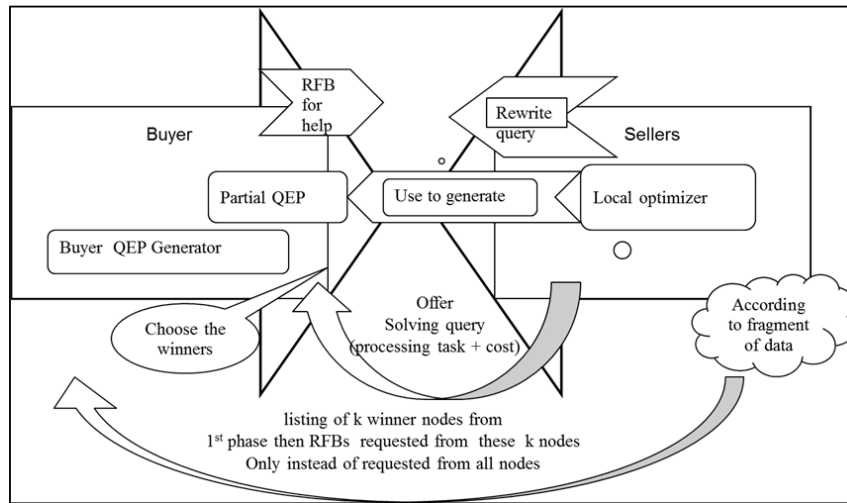 RFB
for
help
Buyer
Rewrite
query
Sellers
Partial QEP
Use to generate
Local optimizer
Buyer QEP Generator
Choose the
winners
Offer
Solving query
(processing task + cost)
According
to fragment
of data
listing of k winner nodes from
1st phase then RFBs requested from these k nodes
Only instead of requested from all nodes